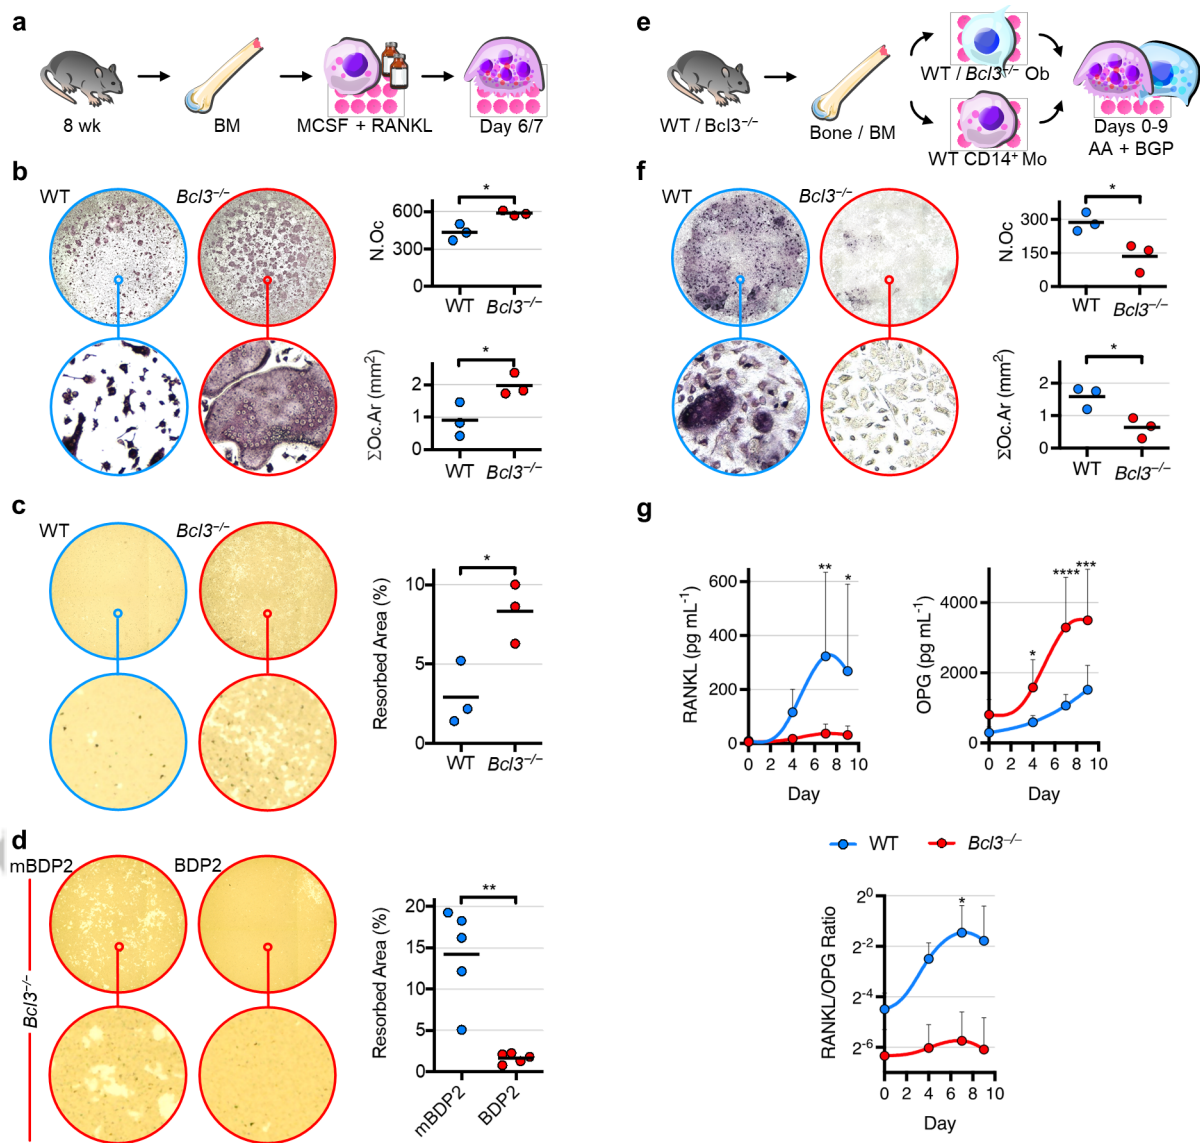 a
8 wk
BM
MCSF + RANKL
Day 6/7
b
WT
Bcl3⁻/⁻
N.Oc
600
300
0
*
WT
Bcl3⁻/⁻
ΣOc.Ar (mm²)
2
1
0
*
WT
Bcl3⁻/⁻
c
WT
Bcl3⁻/⁻
Resorbed Area (%)
10
5
0
*
WT
Bcl3⁻/⁻
d
mBDP2
BDP2
Bcl3⁻/⁻
Resorbed Area (%)
20
15
10
5
0
**
mBDP2
BDP2
e
WT / Bcl3⁻/⁻
Bone / BM
WT / Bcl3⁻/⁻ Ob
WT CD14⁺ Mo
Days 0-9
AA + BGP
f
WT
Bcl3⁻/⁻
N.Oc
300
150
0
*
WT
Bcl3⁻/⁻
ΣOc.Ar (mm²)
2
1
0
*
WT
Bcl3⁻/⁻
g
RANKL (pg mL⁻¹)
600
400
200
0
**
*
0 2 4 6 8 10
Day
OPG (pg mL⁻¹)
4000
2000
0
*
****
***
0 2 4 6 8 10
Day
WT
Bcl3⁻/⁻
RANKL/OPG Ratio
2⁰
2⁻²
2⁻⁴
2⁻⁶
*
0 2 4 6 8 10
Day